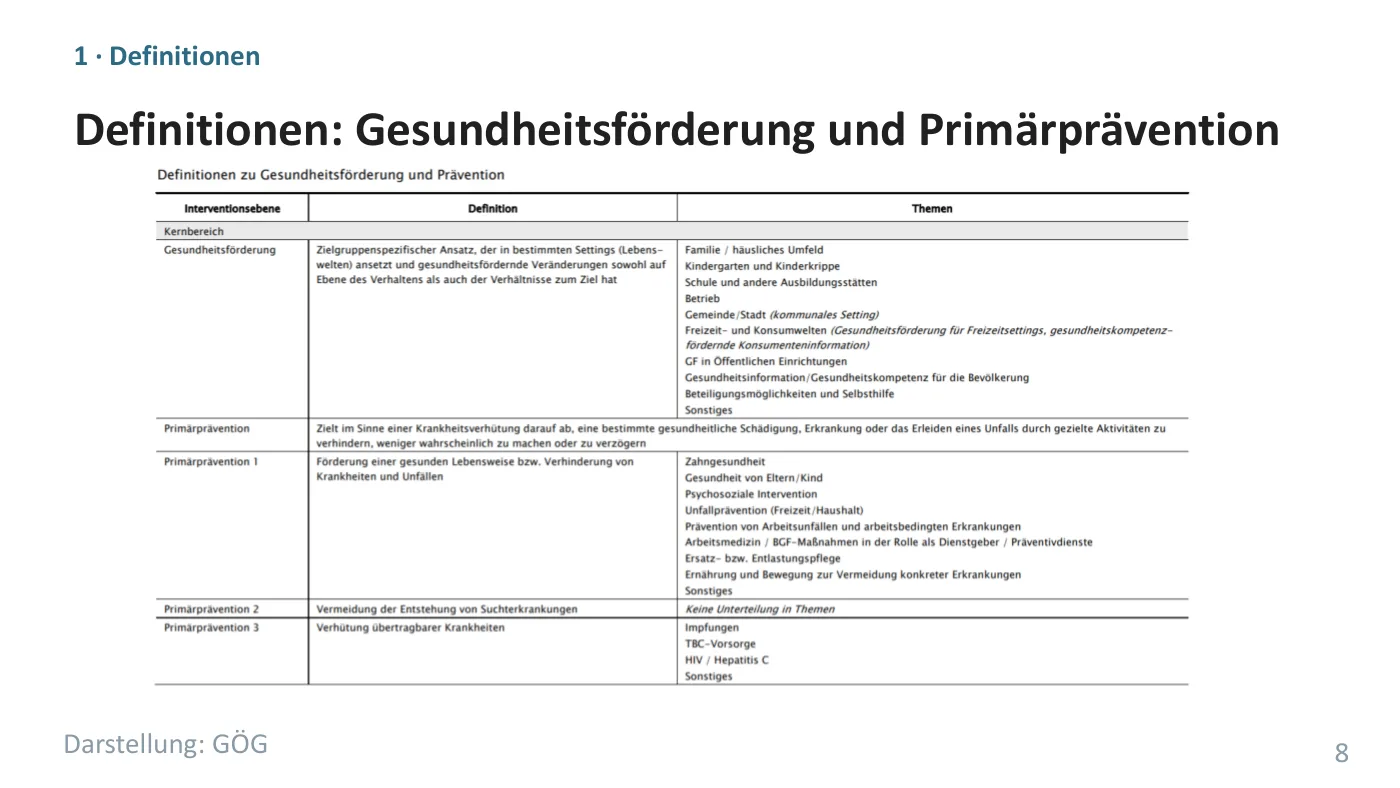 1 · Definitionen
Definitionen: Gesundheitsförderung und Primärprävention
Definitionen zu Gesundheitsförderung und Prävention
Interventionsebene Definition Themen
Kernbereich
Gesundheitsförderung
Zielgruppenspezifischer Ansatz, der in bestimmten Settings (Lebens-
welten) ansetzt und gesundheitsfördernde Veränderungen sowohl auf
Ebene des Verhaltens als auch der Verhältnisse zum Ziel hat
Familie / häusliches Umfeld
Kindergarten und Kinderkrippe
Schule und andere Ausbildungsstätten
Betrieb
Gemeinde/Stadt (kommunales Setting)
Freizeit- und Konsumwelten (Gesundheitsförderung für Freizeitsettings, gesundheitskompetenz-
fördernde Konsumenteninformation)
GF in Öffentlichen Einrichtungen
Gesundheitsinformation/Gesundheitskompetenz für die Bevölkerung
Beteiligungsmöglichkeiten und Selbsthilfe
Sonstiges
Primärprävention
Zielt im Sinne einer Krankheitsverhütung darauf ab, eine bestimmte gesundheitliche Schädigung, Erkrankung oder das Erleiden eines Unfalls durch gezielte Aktivitäten zu
verhindern, weniger wahrscheinlich zu machen oder zu verzögern
Primärprävention 1
Förderung einer gesunden Lebensweise bzw. Verhinderung von
Krankheiten und Unfällen
Zahngesundheit
Gesundheit von Eltern/Kind
Psychosoziale Intervention
Unfallprävention (Freizeit/Haushalt)
Prävention von Arbeitsunfällen und arbeitsbedingten Erkrankungen
Arbeitsmedizin / BGF-Maßnahmen in der Rolle als Dienstgeber / Präventivdienste
Ersatz- bzw. Entlastungspflege
Ernährung und Bewegung zur Vermeidung konkreter Erkrankungen
Sonstiges
Primärprävention 2
Vermeidung der Entstehung von Suchterkrankungen
Keine Unterteilung in Themen
Primärprävention 3
Verhütung übertragbarer Krankheiten
Impfungen
TBC-Vorsorge
HIV / Hepatitis C
Sonstiges
Darstellung: GÖG
8